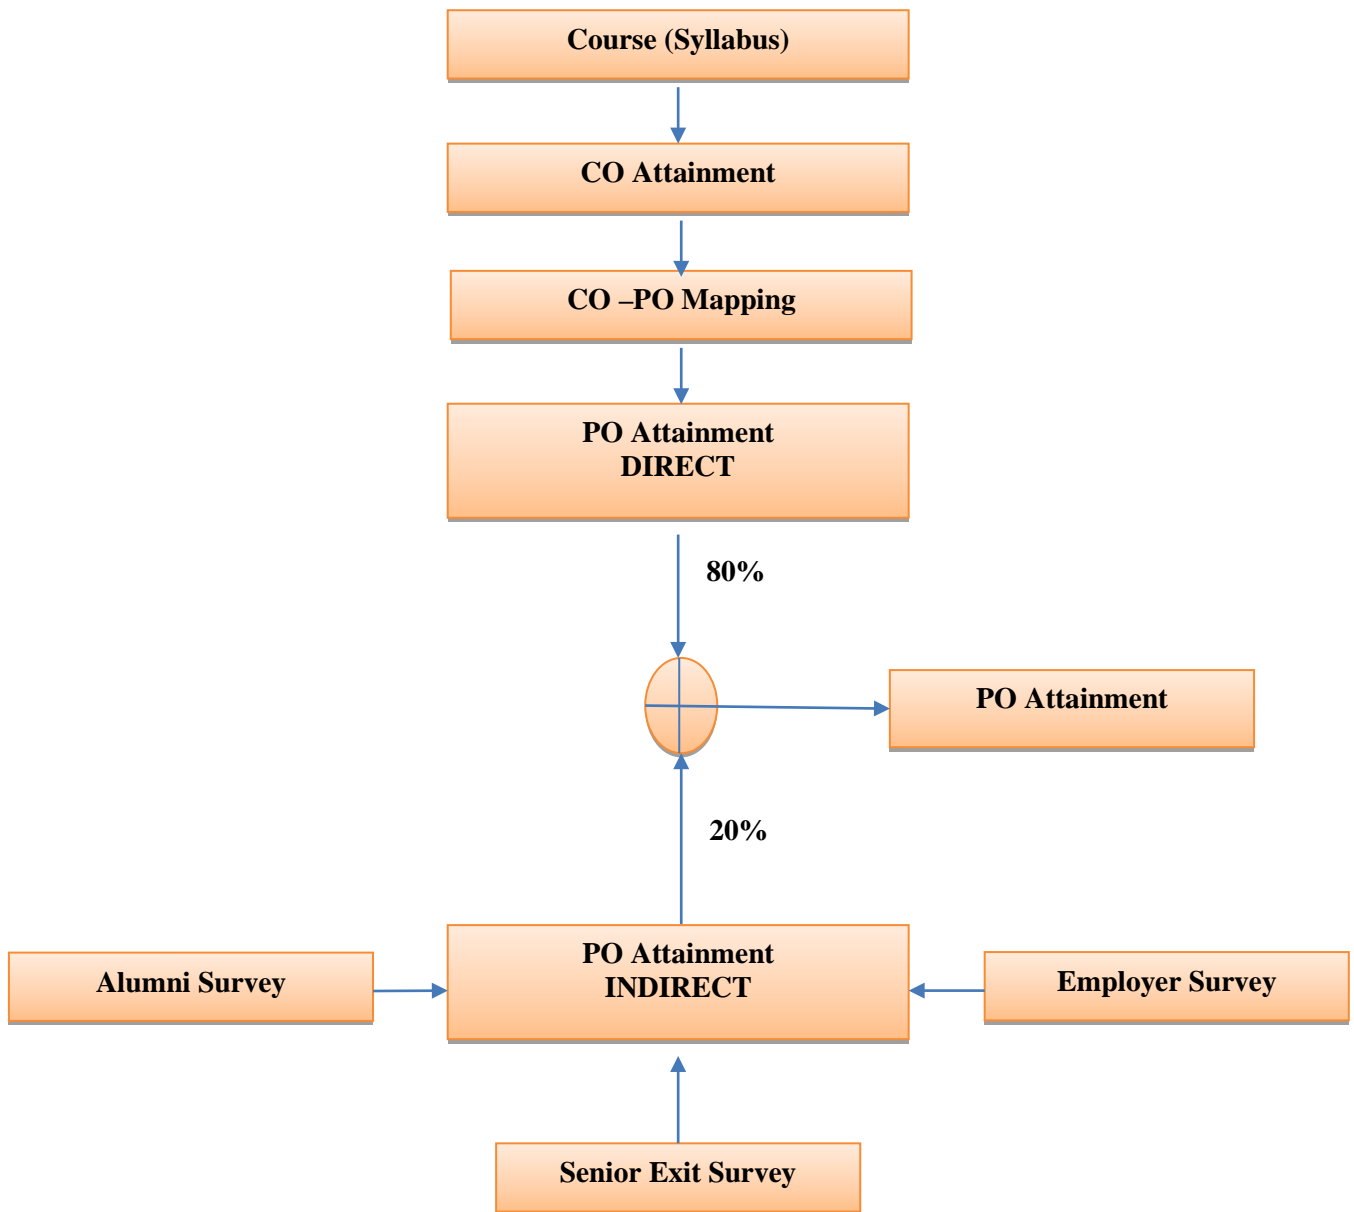 Course (Syllabus)
CO Attainment
CO –PO Mapping
PO Attainment
DIRECT
80%
PO Attainment
20%
PO Attainment
INDIRECT
Alumni Survey
Employer Survey
Senior Exit Survey